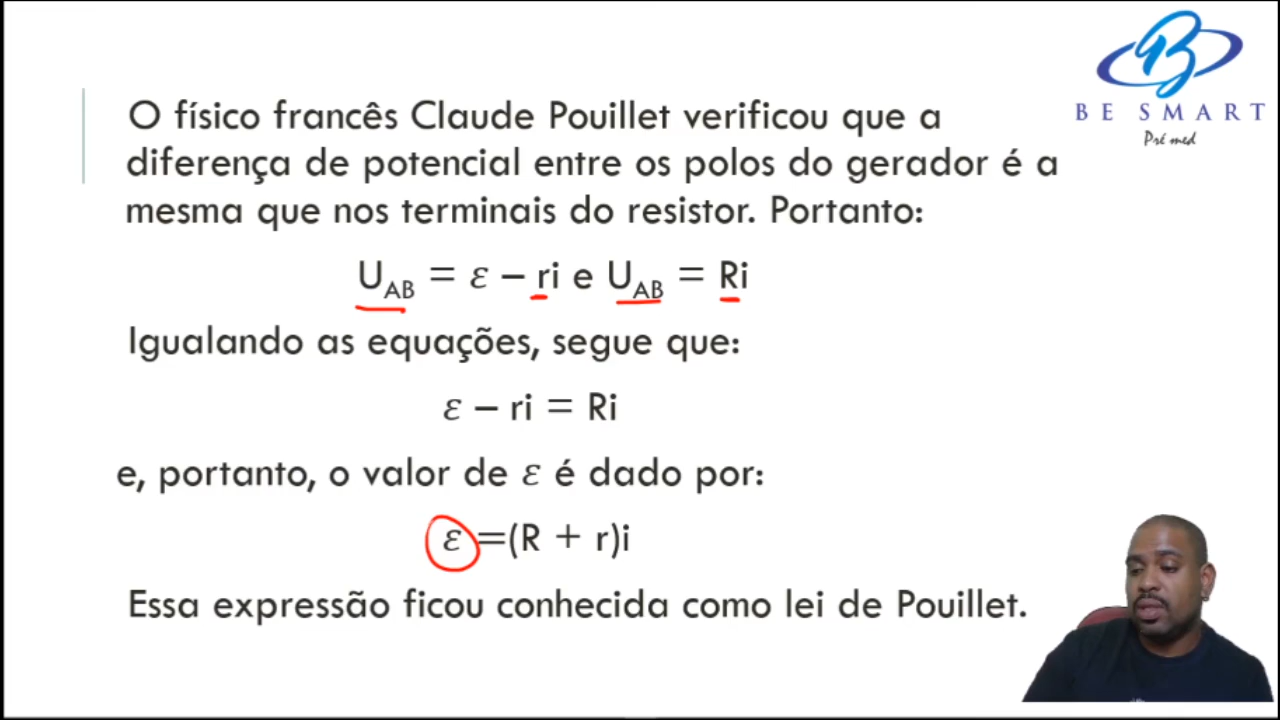 BE SMART
Pré med
O físico francês Claude Pouillet verificou que a
diferença de potencial entre os polos do gerador é a
mesma que nos terminais do resistor. Portanto:
U_AB = ε – ri e U_AB = Ri
Igualando as equações, segue que:
ε – ri = Ri
e, portanto, o valor de ε é dado por:
ε =(R + r)i
Essa expressão ficou conhecida como lei de Pouillet.